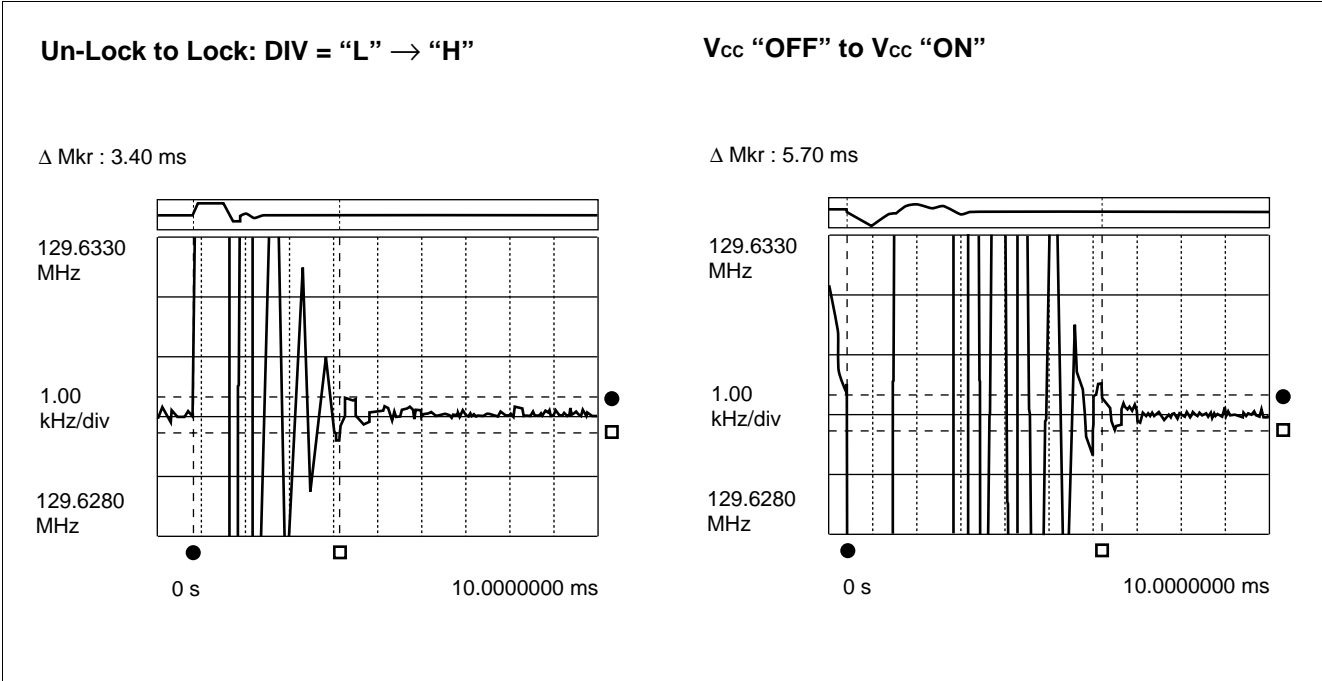 Un-Lock to Lock: DIV = “L” → “H”
Δ Mkr : 3.40 ms
129.6330
MHz
1.00
kHz/div
129.6280
MHz
0 s
10.0000000 ms
Vcc “OFF” to Vcc “ON”
Δ Mkr : 5.70 ms
129.6330
MHz
1.00
kHz/div
129.6280
MHz
0 s
10.0000000 ms